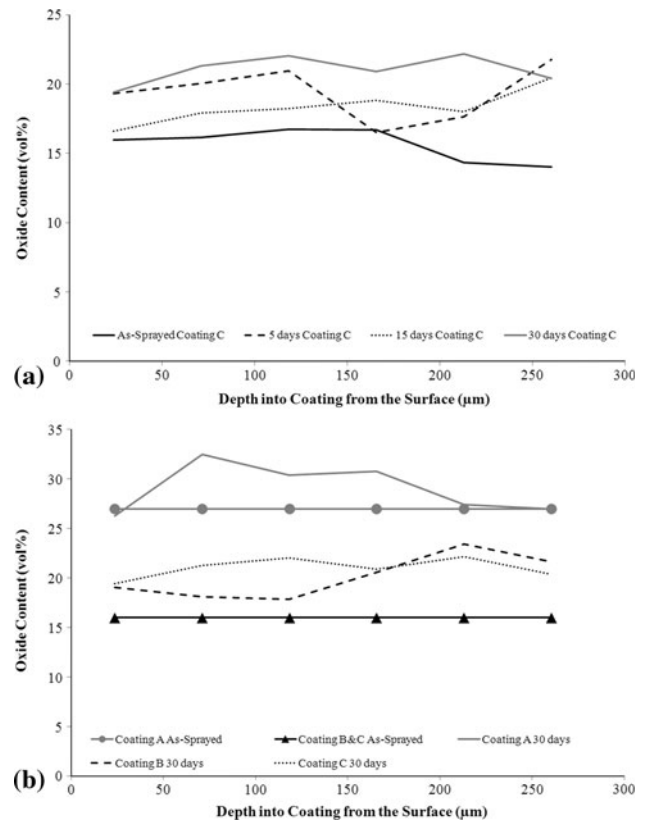 25
20
15
10
5
0
Oxide Content (vol%)
As-Sprayed Coating C 5 days Coating C 15 days Coating C 30 days Coating C
(a)
0 50 100 150 200 250 300
Depth into Coating from the Surface (µm)
35
30
25
20
15
10
5
0
Oxide Content (vol%)
Coating A As-Sprayed Coating B&C As-Sprayed Coating A 30 days
Coating B 30 days Coating C 30 days
(b)
0 50 100 150 200 250 300
Depth into Coating from the Surface (µm)